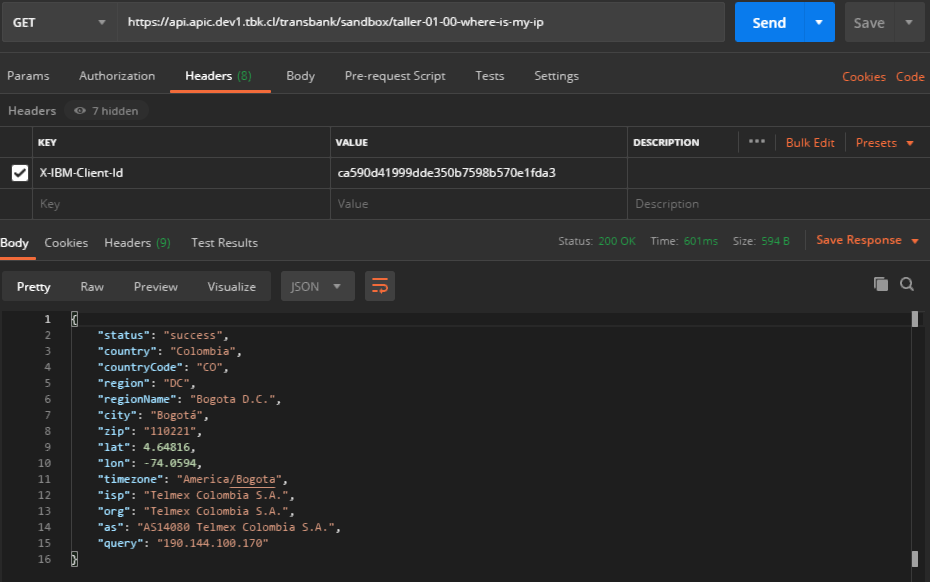 GET https://api.apic.dev1.tbk.cl/transbank/sandbox/taller-01-00-where-is-my-ip Send Save
Params Authorization Headers (8) Body Pre-request Script Tests Settings Cookies Code
Headers 7 hidden
KEY VALUE DESCRIPTION ••• Bulk Edit Presets
X-IBM-Client-Id ca590d41999dde350b7598b570e1fda3
Key Value Description
Body Cookies Headers (9) Test Results Status: 200 OK Time: 601ms Size: 594 B Save Response
Pretty Raw Preview Visualize JSON
1 {
2 "status": "success",
3 "country": "Colombia",
4 "countryCode": "CO",
5 "region": "DC",
6 "regionName": "Bogota D.C.",
7 "city": "Bogotá",
8 "zip": "110221",
9 "lat": 4.64816,
10 "lon": -74.0594,
11 "timezone": "America/Bogota",
12 "isp": "Telmex Colombia S.A.",
13 "org": "Telmex Colombia S.A.",
14 "as": "AS14080 Telmex Colombia S.A.",
15 "query": "190.144.100.170"
16 }